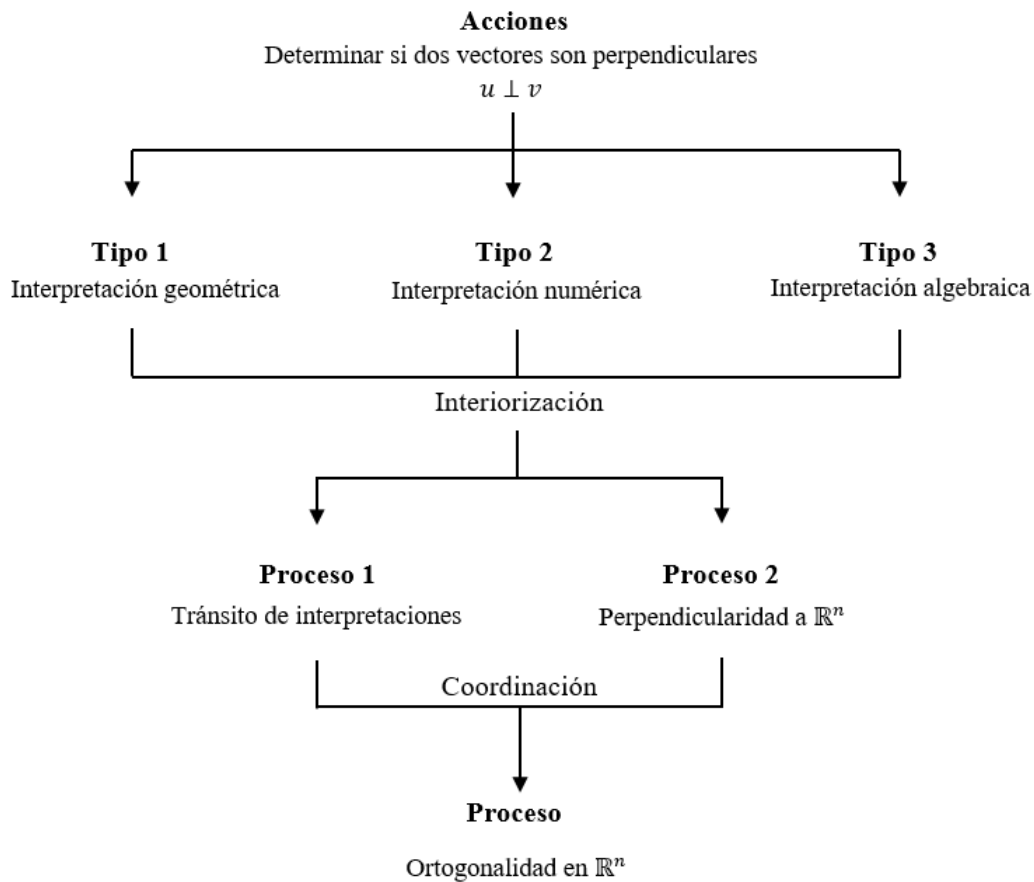 Acciones
Determinar si dos vectores son perpendiculares
𝑢 ⊥ 𝑣
Tipo 1
Interpretación geométrica
Tipo 2
Interpretación numérica
Tipo 3
Interpretación algebraica
Interiorización
Proceso 1
Tránsito de interpretaciones
Proceso 2
Perpendicularidad a ℝⁿ
Coordinación
Proceso
Ortogonalidad en ℝⁿ